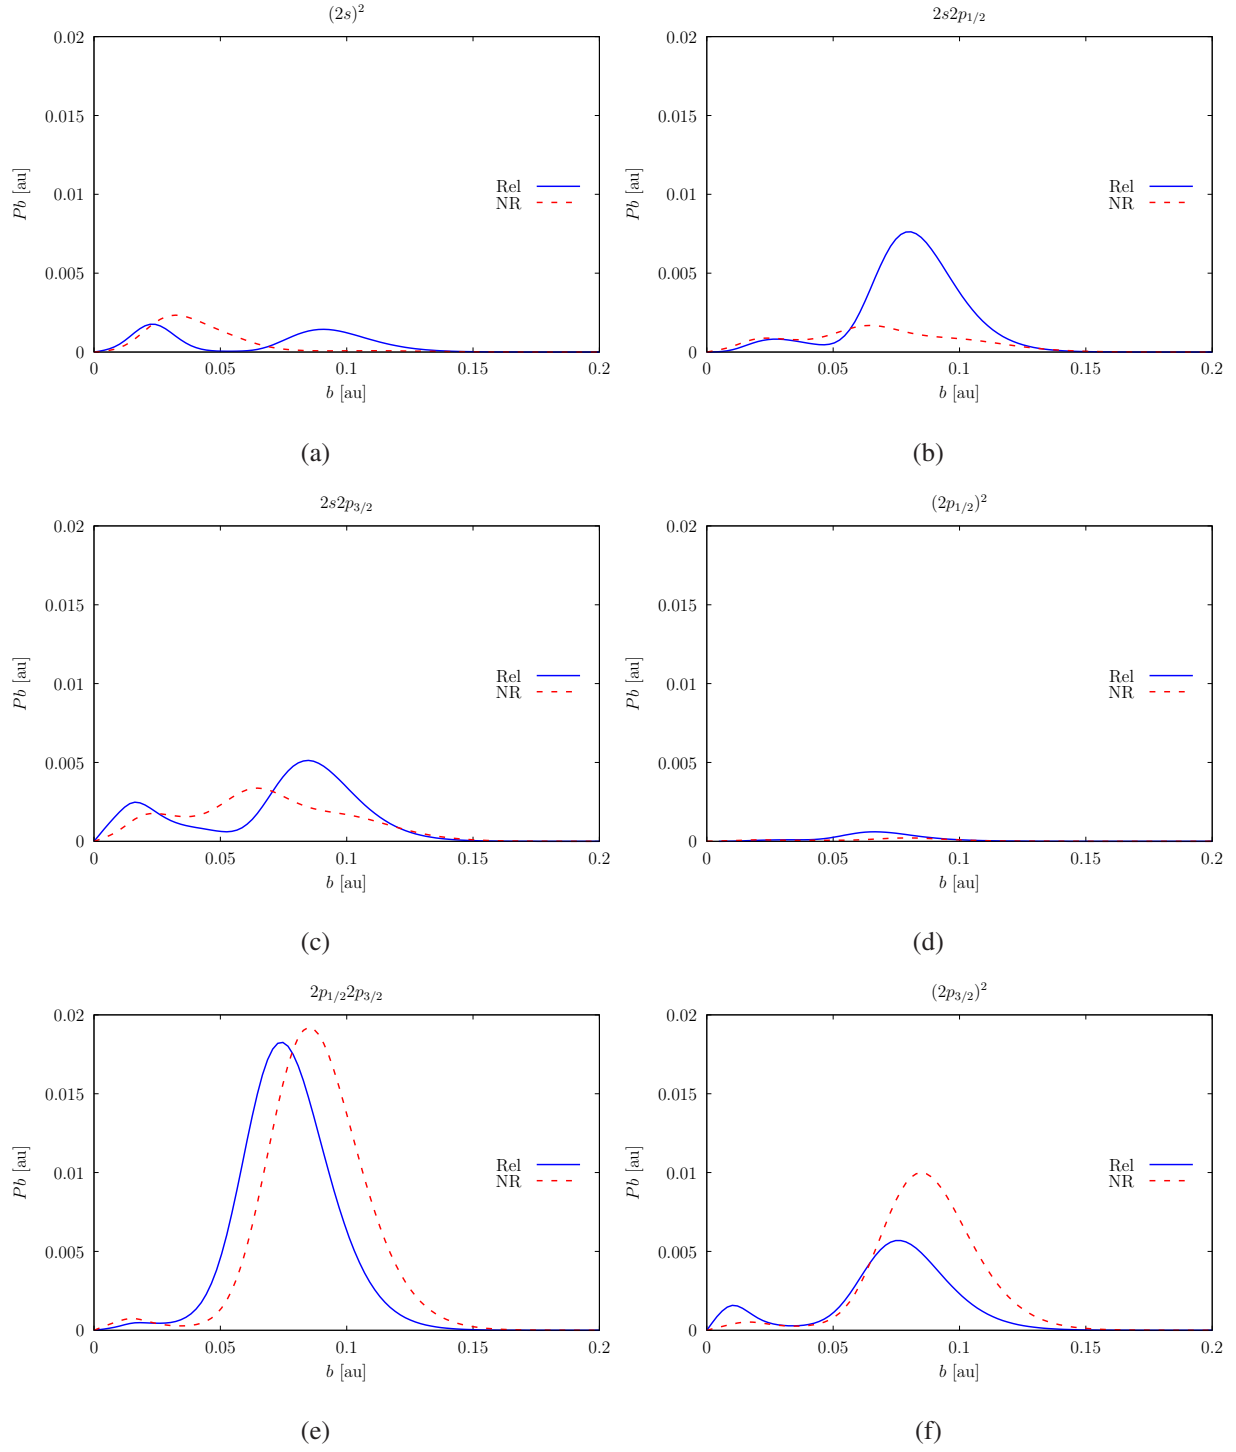 (2s)²
0.02
0.015
0.01
0.005
0
Pb [au]
Rel
NR
0 0.05 0.1 0.15 0.2
b [au]
(a)
2s2p₁/₂
0.02
0.015
0.01
0.005
0
Pb [au]
Rel
NR
0 0.05 0.1 0.15 0.2
b [au]
(b)
2s2p₃/₂
0.02
0.015
0.01
0.005
0
Pb [au]
Rel
NR
0 0.05 0.1 0.15 0.2
b [au]
(c)
(2p₁/₂)²
0.02
0.015
0.01
0.005
0
Pb [au]
Rel
NR
0 0.05 0.1 0.15 0.2
b [au]
(d)
2p₁/₂2p₃/₂
0.02
0.015
0.01
0.005
0
Pb [au]
Rel
NR
0 0.05 0.1 0.15 0.2
b [au]
(e)
(2p₃/₂)²
0.02
0.015
0.01
0.005
0
Pb [au]
Rel
NR
0 0.05 0.1 0.15 0.2
b [au]
(f)